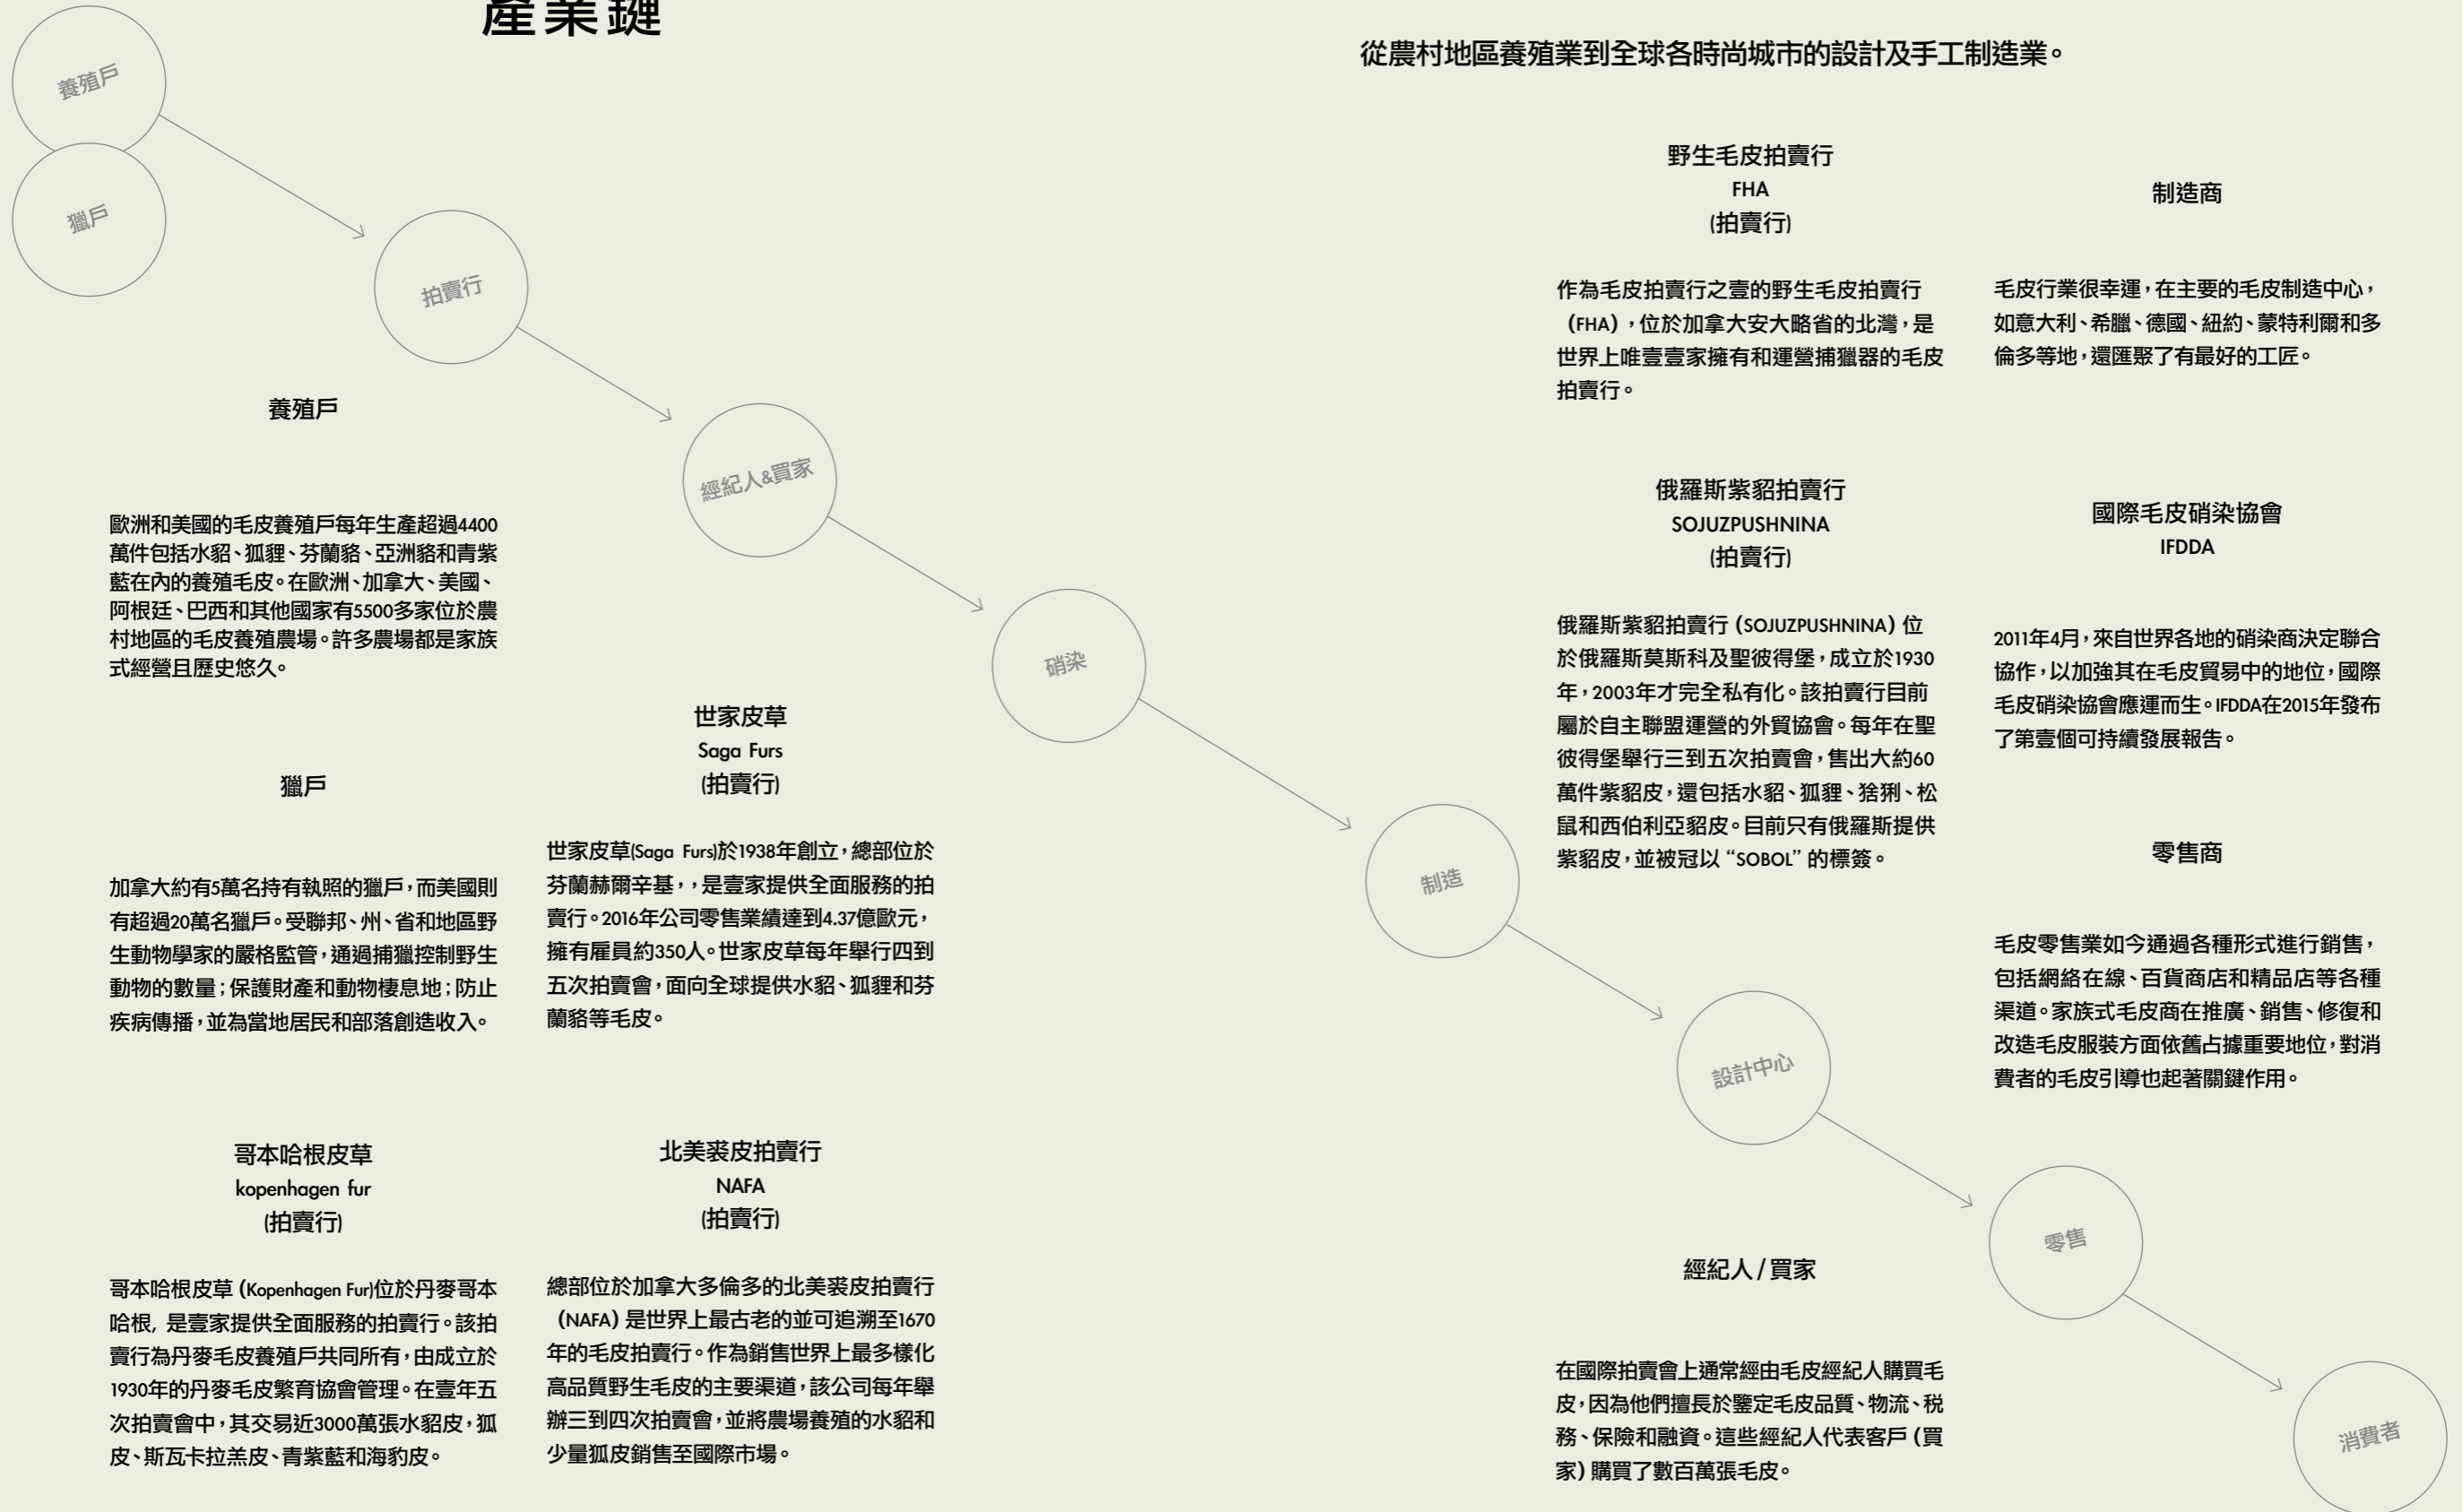 產業鏈
從農村地區養殖業到全球各時尚城市的設計及手工制造業。
養殖戶
獵戶
拍賣行
經紀人&買家
硝染
制造
設計中心
零售
消費者
養殖戶
歐洲和美國的毛皮養殖戶每年生產超過4400
萬件包括水貂、狐狸、芬蘭貉、亞洲貉和青紫
藍在內的養殖毛皮。在歐洲、加拿大、美國、
阿根廷、巴西和其他國家有5500多家位於農
村地區的毛皮養殖農場。許多農場都是家族
式經營且歷史悠久。
獵戶
加拿大約有5萬名持有執照的獵戶，而美國則
有超過20萬名獵戶。受聯邦、州、省和地區野
生動物學家的嚴格監管，通過捕獵控制野生
動物的數量；保護財產和動物棲息地；防止
疾病傳播，並為當地居民和部落創造收入。
哥本哈根皮草
kopenhagen fur
(拍賣行)
哥本哈根皮草 (Kopenhagen Fur)位於丹麥哥本
哈根, 是壹家提供全面服務的拍賣行。該拍
賣行為丹麥毛皮養殖戶共同所有，由成立於
1930年的丹麥毛皮繁育協會管理。在壹年五
次拍賣會中，其交易近3000萬張水貂皮，狐
皮、斯瓦卡拉羔皮、青紫藍和海豹皮。
世家皮草
Saga Furs
(拍賣行)
世家皮草(Saga Furs)於1938年創立，總部位於
芬蘭赫爾辛基，，是壹家提供全面服務的拍
賣行。2016年公司零售業績達到4.37億歐元，
擁有雇員約350人。世家皮草每年舉行四到
五次拍賣會，面向全球提供水貂、狐狸和芬
蘭貉等毛皮。
北美裘皮拍賣行
NAFA
(拍賣行)
總部位於加拿大多倫多的北美裘皮拍賣行
（NAFA）是世界上最古老的並可追溯至1670
年的毛皮拍賣行。作為銷售世界上最多樣化
高品質野生毛皮的主要渠道，該公司每年舉
辦三到四次拍賣會，並將農場養殖的水貂和
少量狐皮銷售至國際市場。
野生毛皮拍賣行
FHA
(拍賣行)
作為毛皮拍賣行之壹的野生毛皮拍賣行
（FHA），位於加拿大安大略省的北灣，是
世界上唯壹壹家擁有和運營捕獵器的毛皮
拍賣行。
俄羅斯紫貂拍賣行
SOJUZPUSHNINA
(拍賣行)
俄羅斯紫貂拍賣行（SOJUZPUSHNINA）位
於俄羅斯莫斯科及聖彼得堡，成立於1930
年，2003年才完全私有化。該拍賣行目前
屬於自主聯盟運營的外貿協會。每年在聖
彼得堡舉行三到五次拍賣會，售出大約60
萬件紫貂皮，還包括水貂、狐狸、猞猁、松
鼠和西伯利亞貂皮。目前只有俄羅斯提供
紫貂皮，並被冠以 “SOBOL” 的標簽。
經紀人/買家
在國際拍賣會上通常經由毛皮經紀人購買毛
皮，因為他們擅長於鑒定毛皮品質、物流、税
務、保險和融資。這些經紀人代表客戶（買
家）購買了數百萬張毛皮。
制造商
毛皮行業很幸運，在主要的毛皮制造中心，
如意大利、希臘、德國、紐約、蒙特利爾和多
倫多等地，還匯聚了有最好的工匠。
國際毛皮硝染協會
IFDDA
2011年4月，來自世界各地的硝染商決定聯合
協作，以加強其在毛皮貿易中的地位，國際
毛皮硝染協會應運而生。IFDDA在2015年發布
了第壹個可持續發展報告。
零售商
毛皮零售業如今通過各種形式進行銷售，
包括網絡在線、百貨商店和精品店等各種
渠道。家族式毛皮商在推廣、銷售、修復和
改造毛皮服裝方面依舊占據重要地位，對消
費者的毛皮引導也起著關鍵作用。